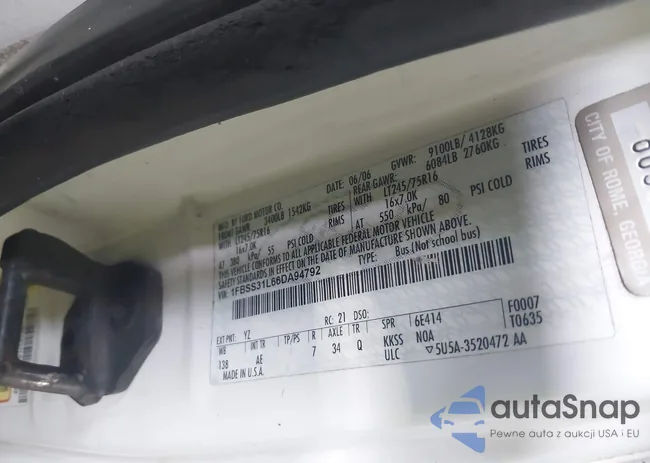 MFD. BY FORD MOTOR CO.
DATE: 06/06 GVWR: 9100LB/ 4128KG
FRONT GAWR: 3400LB 1542KG REAR GAWR: 6084LB 2760KG
WITH LT245/75R16 TIRES WITH LT245/75R16 TIRES
16x7.0K RIMS 16x7.0K RIMS
AT 380 kPa/ 55 PSI COLD AT 550 kPa/ 80 PSI COLD
THIS VEHICLE CONFORMS TO ALL APPLICABLE FEDERAL MOTOR VEHICLE
SAFETY STANDARDS IN EFFECT ON THE DATE OF MANUFACTURE SHOWN ABOVE.
VIN: 1FBSS31L66DA94792
TYPE: Bus(Not school bus)
F0007
T0635
EXT PNT: YZ RC: 21 DSO:
WB INT TR TP/PS R AXLE TR SPR 6E414
138 AE 7 34 Q KKSS NOA
MADE IN U.S.A. ULC ▽5U5A-3520472 AA
CITY OF ROME, GEORGIA
autaSnap
Pewne auta z aukcji USA i EU